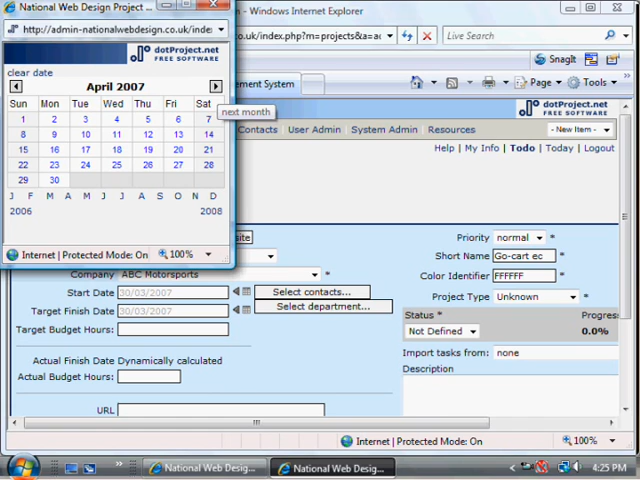 National Web Design Project ...
- Windows Internet Explorer
http://admin-nationalwebdesign.co.uk/inde
.uk/index.php?m=projects&a=ac
Live Search
dotProject.net
FREE SOFTWARE
SnagIt
clear date
April 2007
ement System
Page
Tools
Sun Mon Tue Wed Thu Fri Sat
next month
dotProject.net
FREE SOFTWARE
1 2 3 4 5 6 7
8 9 10 11 12 13 14
15 16 17 18 19 20 21
22 23 24 25 26 27 28
29 30
Contacts User Admin System Admin Resources
- New Item -
Help | My Info | Todo | Today | Logout
J F M A M J J A S O N D
2006 2008
Internet | Protected Mode: On 100%
site
Priority normal *
Short Name Go-cart ec *
Company ABC Motorsports *
Color Identifier FFFFFF *
Start Date 30/03/2007 Select contacts...
Project Type Unknown *
Target Finish Date 30/03/2007 Select department...
Status * Progres
Target Budget Hours:
Not Defined 0.0%
Import tasks from: none
Actual Finish Date Dynamically calculated
Description
Actual Budget Hours:
URL
Internet | Protected Mode: On 100%
National Web Desig...
National Web Desig...
4:25 PM